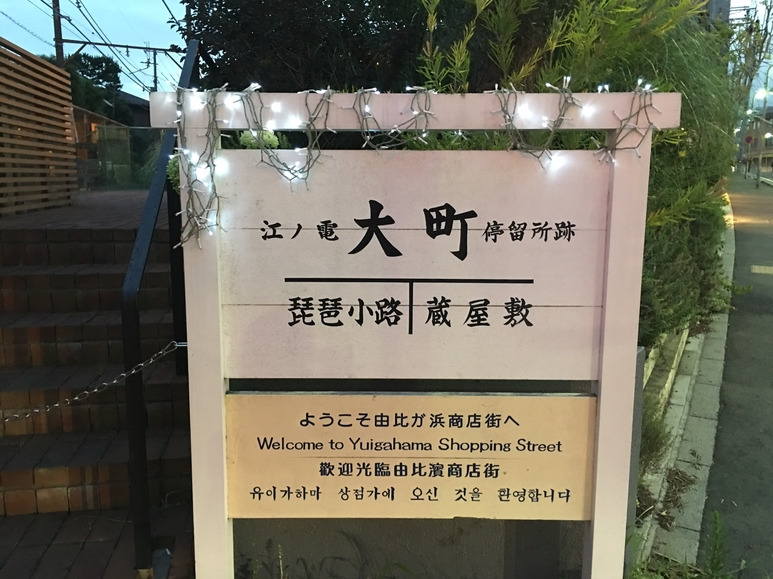 江ノ電 大町 停留所跡
琵琶小路 蔵屋敷
ようこそ由比が浜商店街へ
Welcome to Yuigahama Shopping Street
歡迎光臨由比濱商店街
유이가하마 상점가에 오신 것을 환영합니다